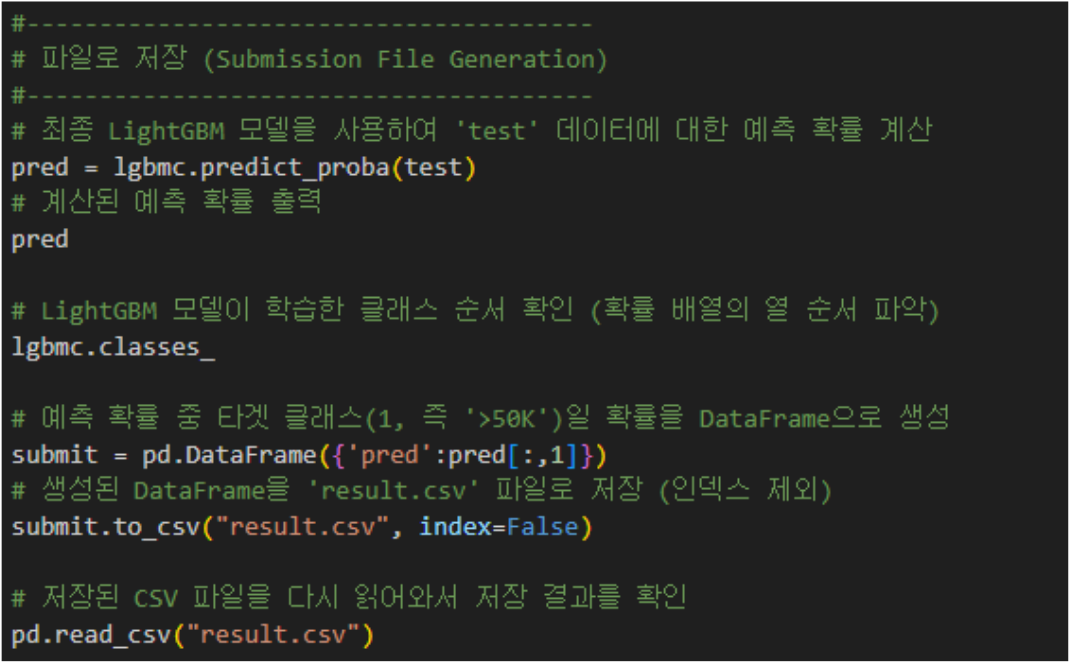 #---------------------------------------
# 파일로 저장 (Submission File Generation)
#---------------------------------------
# 최종 LightGBM 모델을 사용하여 'test' 데이터에 대한 예측 확률 계산
pred = lgbmc.predict_proba(test)
# 계산된 예측 확률 출력
pred
# LightGBM 모델이 학습한 클래스 순서 확인 (확률 배열의 열 순서 파악)
lgbmc.classes_
# 예측 확률 중 타겟 클래스(1, 즉 '>50K')일 확률을 DataFrame으로 생성
submit = pd.DataFrame({'pred':pred[:,1]})
# 생성된 DataFrame을 'result.csv' 파일로 저장 (인덱스 제외)
submit.to_csv("result.csv", index=False)
# 저장된 CSV 파일을 다시 읽어와서 저장 결과를 확인
pd.read_csv("result.csv")